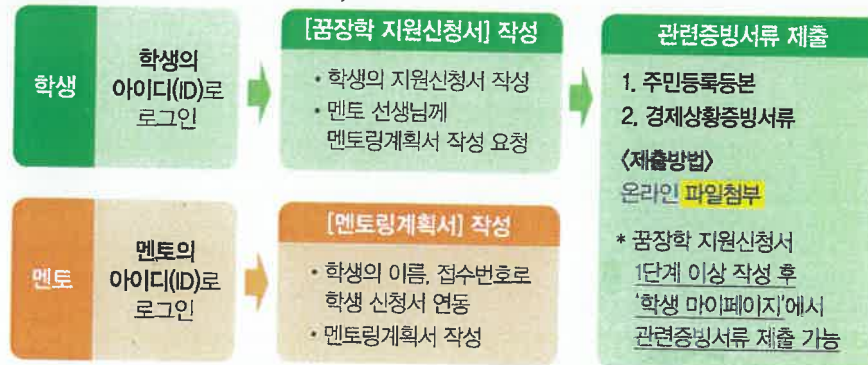 학생
학생의
아이디(ID)로
로그인
[꿈장학 지원신청서] 작성
• 학생의 지원신청서 작성
• 멘토 선생님께
멘토링계획서 작성 요청
관련증빙서류 제출
1. 주민등록등본
2. 경제상황증빙서류
〈제출방법〉
온라인 파일첨부
* 꿈장학 지원신청서
1단계 이상 작성 후
'학생 마이페이지'에서
관련증빙서류 제출 가능
멘토
멘토의
아이디(ID)로
로그인
[멘토링계획서] 작성
• 학생의 이름, 접수번호로
학생 신청서 연동
• 멘토링계획서 작성